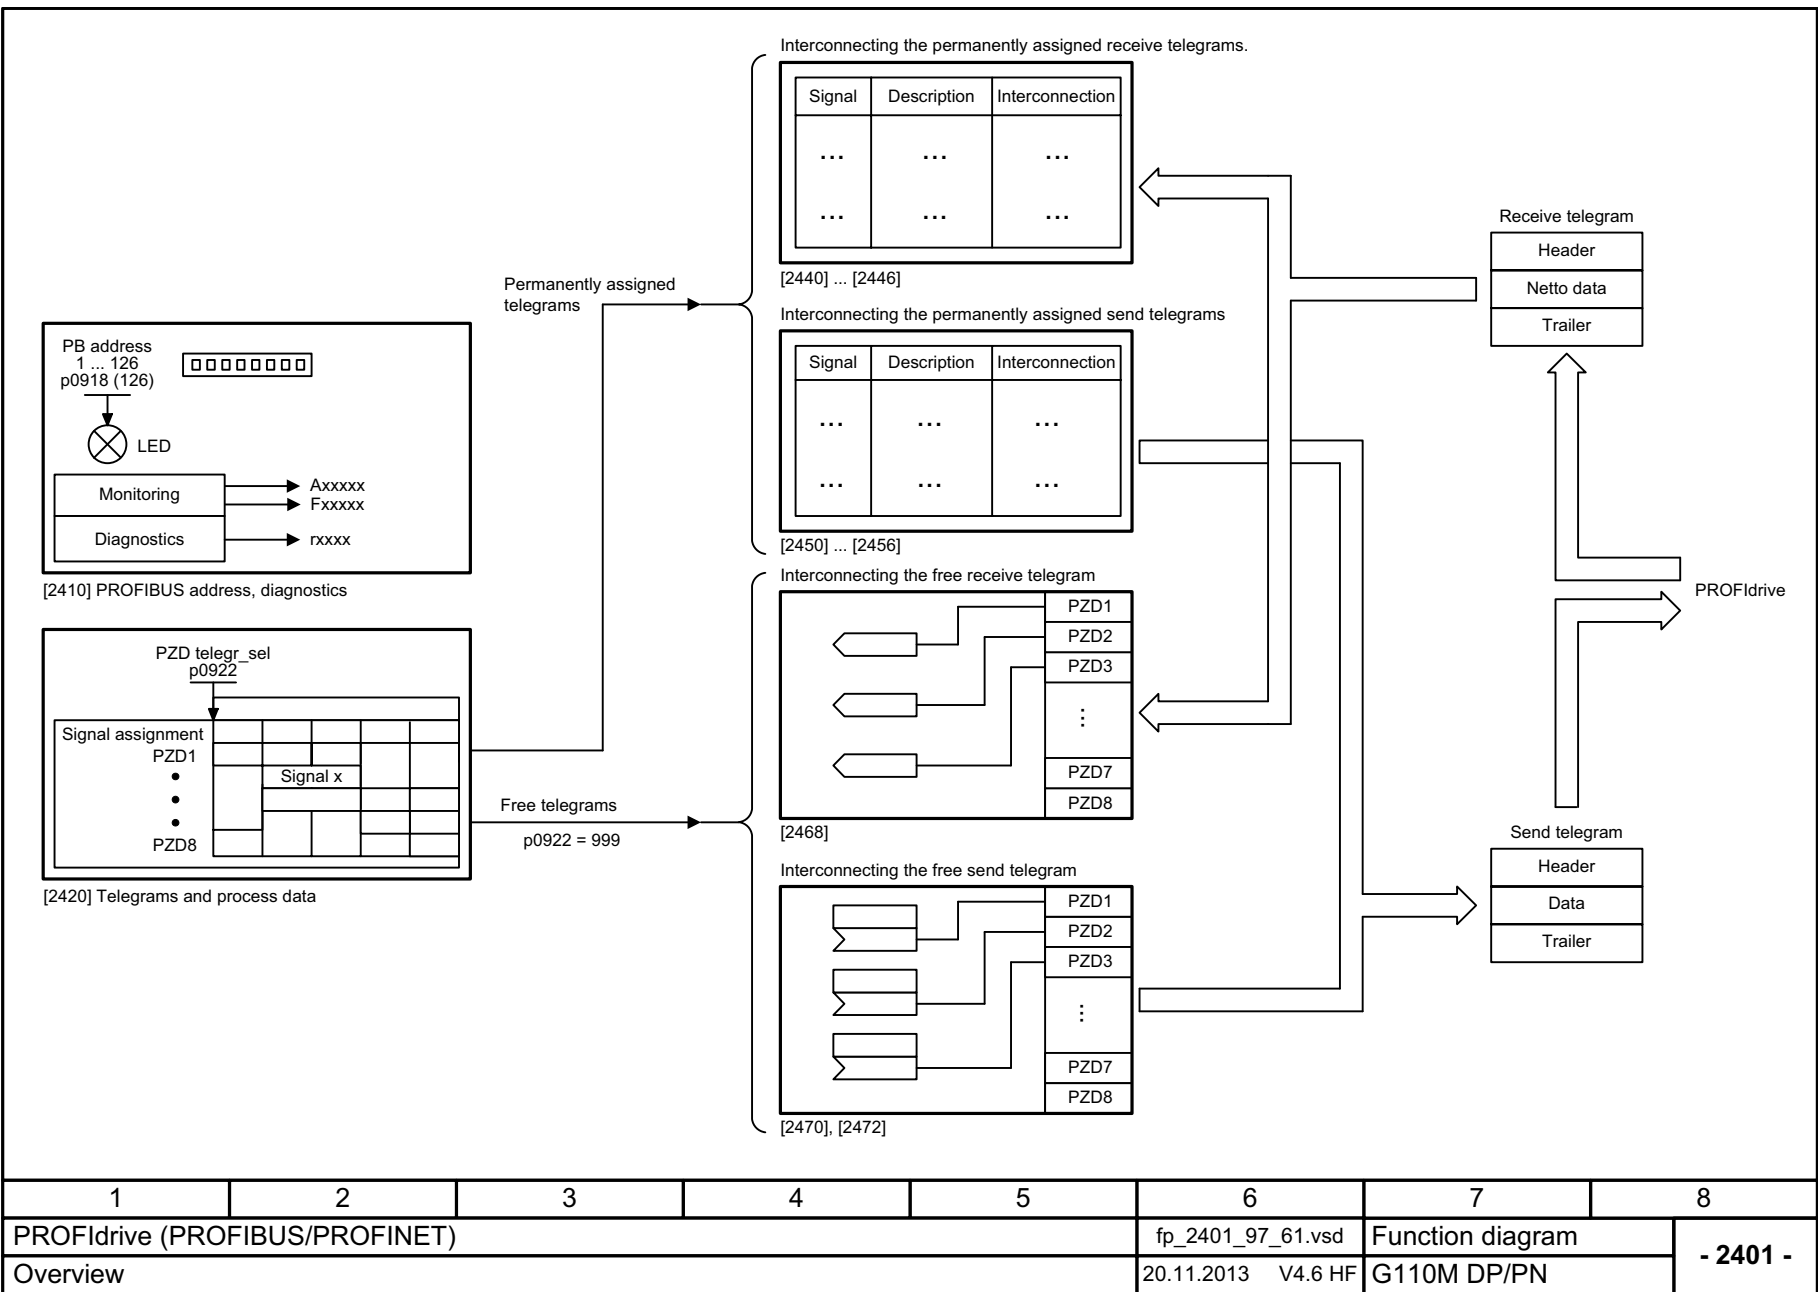 Interconnecting the permanently assigned receive telegrams.
Signal Description Interconnection
... ... ...
... ... ...
[2440] ... [2446]
Permanently assigned
telegrams
Interconnecting the permanently assigned send telegrams
Signal Description Interconnection
... ... ...
... ... ...
[2450] ... [2456]
Receive telegram
Header
Netto data
Trailer
PB address
1 ... 126
p0918 (126)
LED
Monitoring
Axxxxx
Fxxxxx
Diagnostics
rxxxx
[2410] PROFIBUS address, diagnostics
PROFIdrive
PZD telegr_sel
p0922
Signal assignment
PZD1
Signal x
PZD8
[2420] Telegrams and process data
Free telegrams
p0922 = 999
Interconnecting the free receive telegram
PZD1
PZD2
PZD3
...
PZD7
PZD8
[2468]
Interconnecting the free send telegram
PZD1
PZD2
PZD3
...
PZD7
PZD8
[2470], [2472]
Send telegram
Header
Data
Trailer
1 2 3 4 5 6 7 8
PROFIdrive (PROFIBUS/PROFINET) fp_2401_97_61.vsd Function diagram
- 2401 -
Overview 20.11.2013 V4.6 HF G110M DP/PN